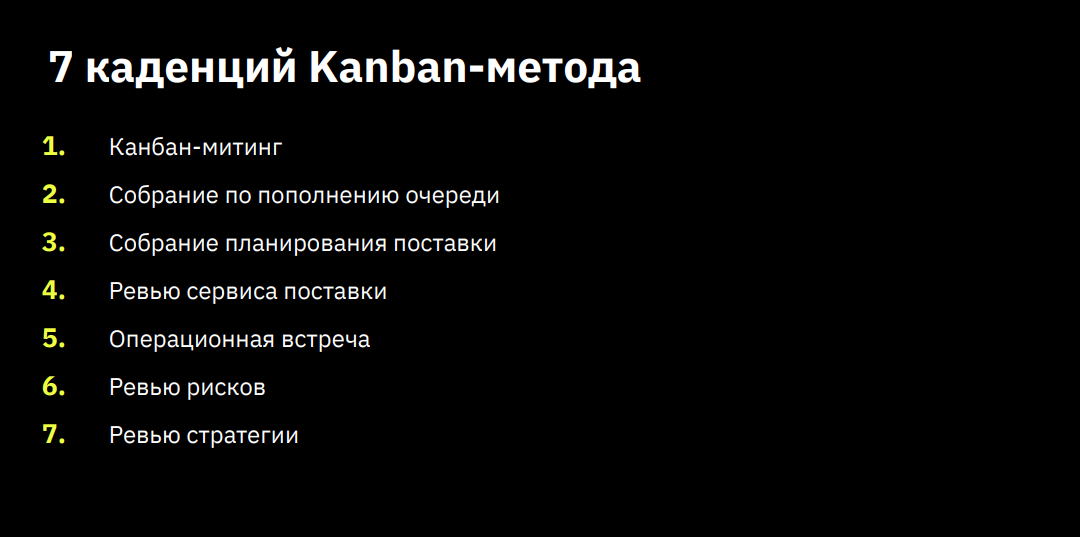 7 каденций Kanban-метода
1. Канбан-митинг
2. Собрание по пополнению очереди
3. Собрание планирования поставки
4. Ревью сервиса поставки
5. Операционная встреча
6. Ревью рисков
7. Ревью стратегии